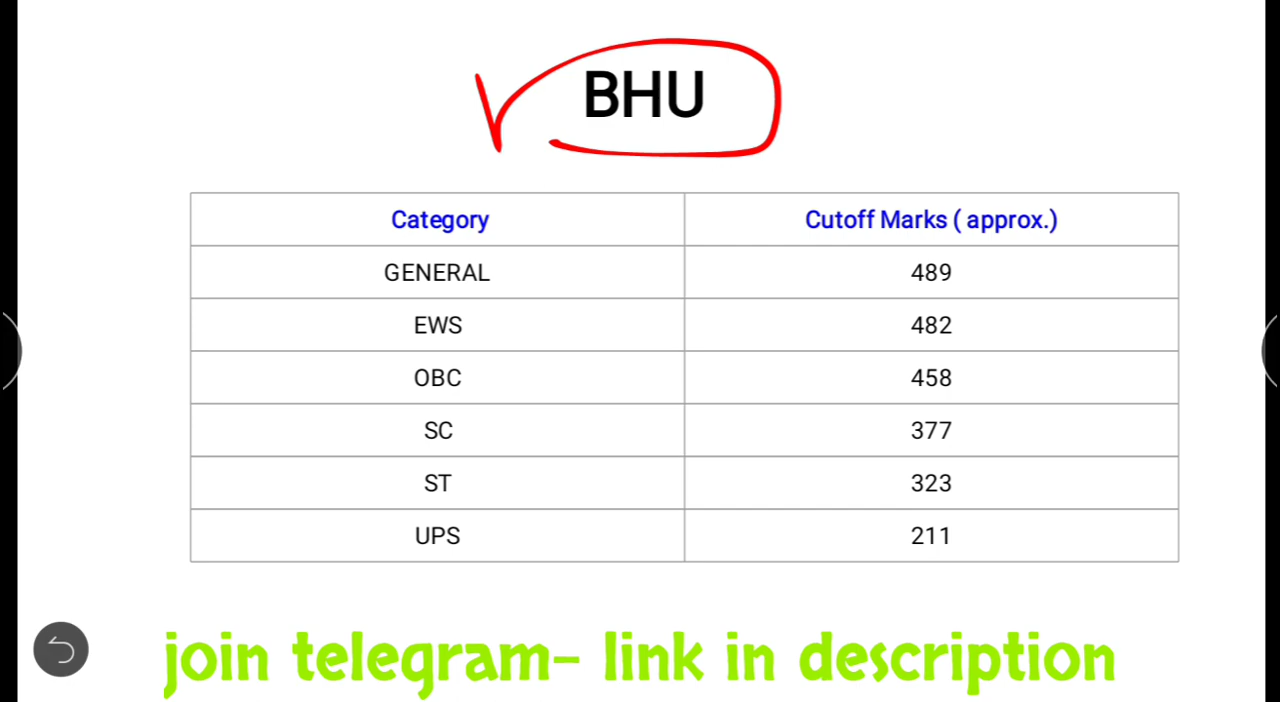 BHU
Category Cutoff Marks ( approx.)
GENERAL 489
EWS 482
OBC 458
SC 377
ST 323
UPS 211
join telegram- link in description